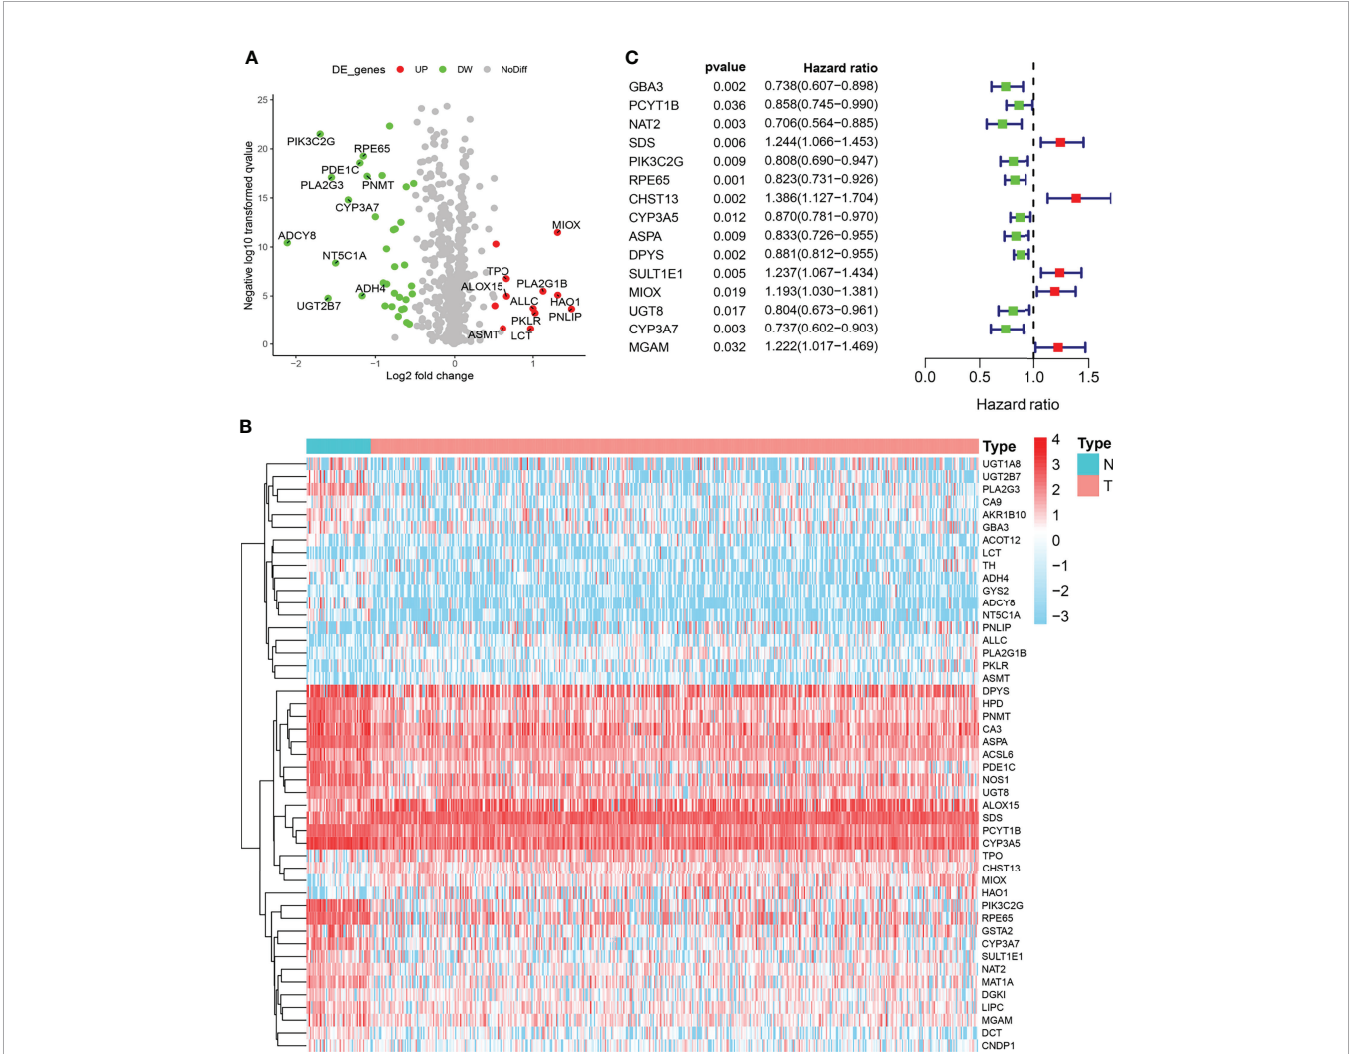 A
DE_genes UP DW NoDiff
Negative log10 transformed qvalue
25
20
15
10
5
0
PIK3C2G
RPE65
PDE1C
PLA2G3
PNMT
CYP3A7
ADCY8
MIOX
NT5C1A
TPO
ALOX15
PLA2G1B
ADH4
ALLC
HAO1
UGT2B7
PKLR
PNLIP
ASMT
LCT
−2
−1
0
1
Log2 fold change
C
pvalue Hazard ratio
GBA3 0.002 0.738(0.607−0.898)
PCYT1B 0.036 0.858(0.745−0.990)
NAT2 0.003 0.706(0.564−0.885)
SDS 0.006 1.244(1.066−1.453)
PIK3C2G 0.009 0.808(0.690−0.947)
RPE65 0.001 0.823(0.731−0.926)
CHST13 0.002 1.386(1.127−1.704)
CYP3A5 0.012 0.870(0.781−0.970)
ASPA 0.009 0.833(0.726−0.955)
DPYS 0.002 0.881(0.812−0.955)
SULT1E1 0.005 1.237(1.067−1.434)
MIOX 0.019 1.193(1.030−1.381)
UGT8 0.017 0.804(0.673−0.961)
CYP3A7 0.003 0.737(0.602−0.903)
MGAM 0.032 1.222(1.017−1.469)
0.0 0.5 1.0 1.5
Hazard ratio
B
Type
UGT1A8
UGT2B7
PLA2G3
CA9
AKR1B10
GBA3
ACOT12
LCT
TH
ADH4
GYS2
ADCY8
NT5C1A
PNLIP
ALLC
PLA2G1B
PKLR
ASMT
DPYS
HPD
PNMT
CA3
ASPA
ACSL6
PDE1C
NOS1
UGT8
ALOX15
SDS
PCYT1B
CYP3A5
TPO
CHST13
MIOX
HAO1
PIK3C2G
RPE65
GSTA2
CYP3A7
SULT1E1
NAT2
MAT1A
DGKI
LIPC
MGAM
DCT
CNDP1
4
3
2
1
0
−1
−2
−3
Type
N
T